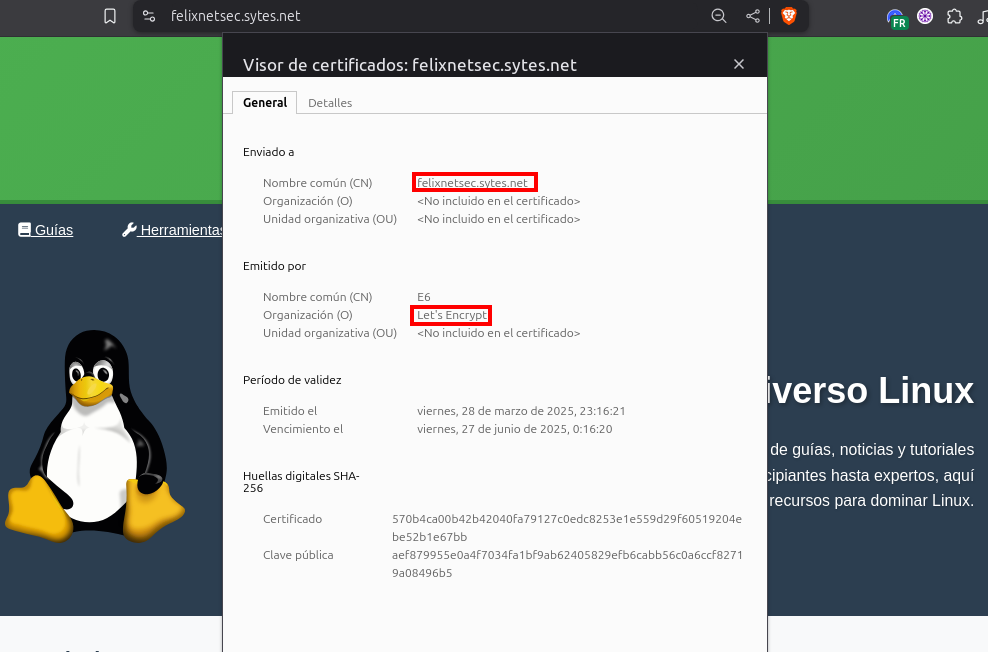 felixnetsec.sytes.net
FR
Visor de certificados: felixnetsec.sytes.net
General Detalles
Enviado a
Nombre común (CN) felixnetsec.sytes.net
Organización (O) <No incluido en el certificado>
Unidad organizativa (OU) <No incluido en el certificado>
Guías Herramientas
Emitido por
Nombre común (CN) E6
Organización (O) Let's Encrypt
Unidad organizativa (OU) <No incluido en el certificado>
Período de validez
iverso Linux
Emitido el viernes, 28 de marzo de 2025, 23:16:21
Vencimiento el viernes, 27 de junio de 2025, 0:16:20
de guías, noticias y tutoriales
cipiantes hasta expertos, aquí
recursos para dominar Linux.
Huellas digitales SHA-
256
Certificado 570b4ca00b42b42040fa79127c0edc8253e1e559d29f60519204e
be52b1e67bb
Clave pública aef879955e0a4f7034fa1bf9ab62405829efb6cabb56c0a6ccf8271
9a08496b5